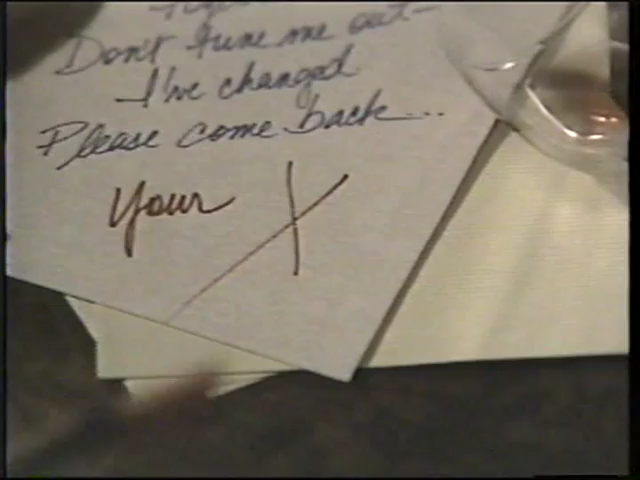 Don't tune me out-
I've changed
Please come back...
Your X